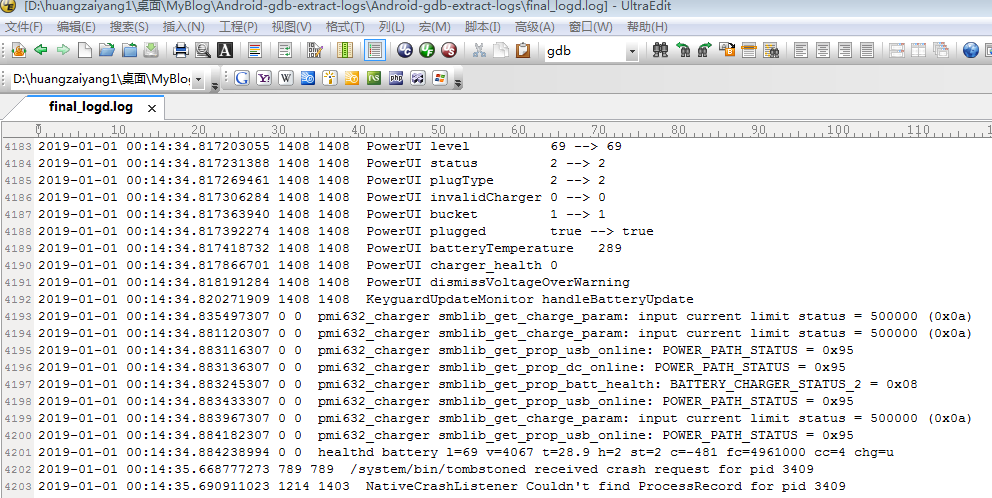 [D:\huangzaiyang1\桌面\MyBlog\Android-gdb-extract-logs\Android-gdb-extract-logs\final_logd.log] - UltraEdit
文件(F) 编辑(E) 搜索(S) 插入(N) 工程(P) 视图(V) 格式(T) 列(L) 宏(M) 脚本(I) 高级(A) 窗口(W) 帮助(H)
gdb
D:\huangzaiyang1\桌面\MyBlo
final_logd.log
0 10 20 30 40 50 60 70 80 90 100 110
4183 2019-01-01 00:14:34.817203055 1408 1408 PowerUI level 69 --> 69
4184 2019-01-01 00:14:34.817231388 1408 1408 PowerUI status 2 --> 2
4185 2019-01-01 00:14:34.817269461 1408 1408 PowerUI plugType 2 --> 2
4186 2019-01-01 00:14:34.817306284 1408 1408 PowerUI invalidCharger 0 --> 0
4187 2019-01-01 00:14:34.817363940 1408 1408 PowerUI bucket 1 --> 1
4188 2019-01-01 00:14:34.817392274 1408 1408 PowerUI plugged true --> true
4189 2019-01-01 00:14:34.817418732 1408 1408 PowerUI batteryTemperature 289
4190 2019-01-01 00:14:34.817866701 1408 1408 PowerUI charger_health 0
4191 2019-01-01 00:14:34.818191284 1408 1408 PowerUI dismissVoltageOverWarning
4192 2019-01-01 00:14:34.820271909 1408 1408 KeyguardUpdateMonitor handleBatteryUpdate
4193 2019-01-01 00:14:34.835497307 0 0 pmi632_charger smblib_get_charge_param: input current limit status = 500000 (0x0a)
4194 2019-01-01 00:14:34.881120307 0 0 pmi632_charger smblib_get_charge_param: input current limit status = 500000 (0x0a)
4195 2019-01-01 00:14:34.883116307 0 0 pmi632_charger smblib_get_prop_usb_online: POWER_PATH_STATUS = 0x95
4196 2019-01-01 00:14:34.883136307 0 0 pmi632_charger smblib_get_prop_dc_online: POWER_PATH_STATUS = 0x95
4197 2019-01-01 00:14:34.883245307 0 0 pmi632_charger smblib_get_prop_batt_health: BATTERY_CHARGER_STATUS_2 = 0x08
4198 2019-01-01 00:14:34.883433307 0 0 pmi632_charger smblib_get_prop_usb_online: POWER_PATH_STATUS = 0x95
4199 2019-01-01 00:14:34.883967307 0 0 pmi632_charger smblib_get_charge_param: input current limit status = 500000 (0x0a)
4200 2019-01-01 00:14:34.884182307 0 0 pmi632_charger smblib_get_prop_usb_online: POWER_PATH_STATUS = 0x95
4201 2019-01-01 00:14:34.884238994 0 0 healthd battery l=69 v=4067 t=28.9 h=2 st=2 c=-481 fc=4961000 cc=4 chg=u
4202 2019-01-01 00:14:35.668777273 789 789 /system/bin/tombstoned received crash request for pid 3409
4203 2019-01-01 00:14:35.690911023 1214 1403 NativeCrashListener Couldn't find ProcessRecord for pid 3409